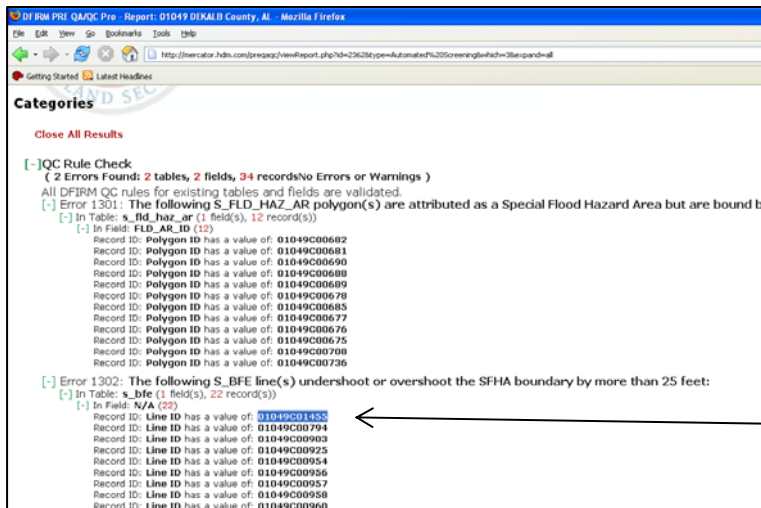 DFIRM PRE QA/QC Pro - Report: 01049 DEKALB County, AL - Mozilla Firefox
File Edit View Go Bookmarks Tools Help
http://mercator.hdm.com/preqaqc/viewReport.php?id=2362&type=Automated%20Screening&which=3&expand=all
Getting Started Latest Headlines
LAND SEC
Categories
Close All Results
[-]QC Rule Check
( 2 Errors Found: 2 tables, 2 fields, 34 recordsNo Errors or Warnings )
All DFIRM QC rules for existing tables and fields are validated.
[-] Error 1301: The following S_FLD_HAZ_AR polygon(s) are attributed as a Special Flood Hazard Area but are bound b
[-] In Table: s_fld_haz_ar (1 field(s), 12 record(s))
[-] In Field: FLD_AR_ID (12)
Record ID: Polygon ID has a value of: 01049C00682
Record ID: Polygon ID has a value of: 01049C00681
Record ID: Polygon ID has a value of: 01049C00690
Record ID: Polygon ID has a value of: 01049C00688
Record ID: Polygon ID has a value of: 01049C00689
Record ID: Polygon ID has a value of: 01049C00678
Record ID: Polygon ID has a value of: 01049C00685
Record ID: Polygon ID has a value of: 01049C00677
Record ID: Polygon ID has a value of: 01049C00676
Record ID: Polygon ID has a value of: 01049C00675
Record ID: Polygon ID has a value of: 01049C00708
Record ID: Polygon ID has a value of: 01049C00736
[-] Error 1302: The following S_BFE line(s) undershoot or overshoot the SFHA boundary by more than 25 feet:
[-] In Table: s_bfe (1 field(s), 22 record(s))
[-] In Field: N/A (22)
Record ID: Line ID has a value of: 01049C01455
Record ID: Line ID has a value of: 01049C00794
Record ID: Line ID has a value of: 01049C00903
Record ID: Line ID has a value of: 01049C00925
Record ID: Line ID has a value of: 01049C00954
Record ID: Line ID has a value of: 01049C00956
Record ID: Line ID has a value of: 01049C00957
Record ID: Line ID has a value of: 01049C00958
Record ID: Line ID has a value of: 01049C00960